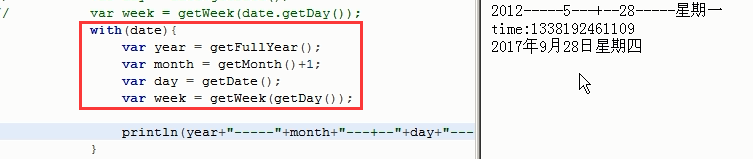 //          var week = getWeek(date.getDay());
with(date){
var year = getFullYear();
var month = getMonth()+1;
var day = getDate();
var week = getWeek(getDay());
println(year+"-----"+month+"---+--"+day+"---
}
2012-----5---+--28-----星期一
time:1338192461109
2017年9月28日星期四